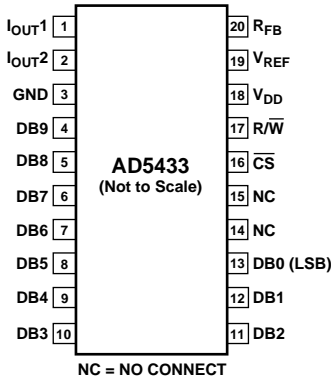 IOUT1 1 20 RFB
IOUT2 2 19 VREF
GND 3 18 VDD
DB9 4 17 R/W̅
DB8 5 AD5433 16 C̅S̅
(Not to Scale)
DB7 6 15 NC
DB6 7 14 NC
DB5 8 13 DB0 (LSB)
DB4 9 12 DB1
DB3 10 11 DB2
NC = NO CONNECT